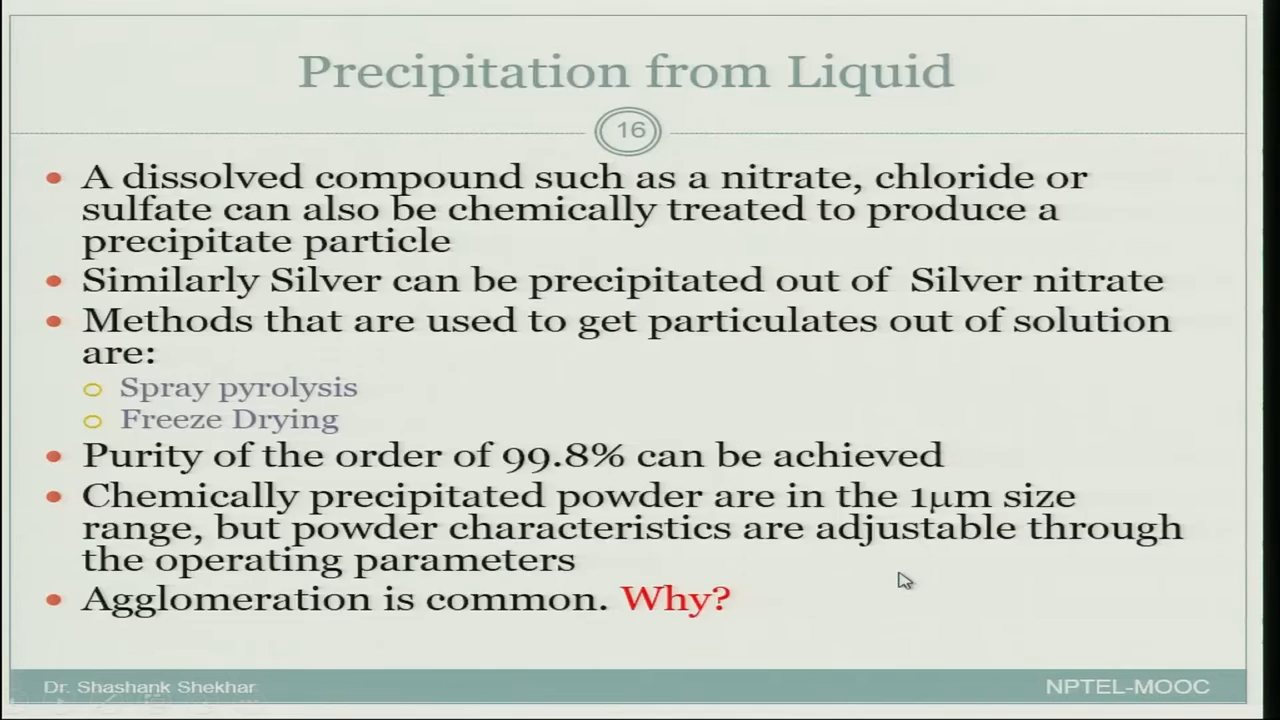 Precipitation from Liquid
16
• A dissolved compound such as a nitrate, chloride or
sulfate can also be chemically treated to produce a
precipitate particle
• Similarly Silver can be precipitated out of Silver nitrate
• Methods that are used to get particulates out of solution
are:
o Spray pyrolysis
o Freeze Drying
• Purity of the order of 99.8% can be achieved
• Chemically precipitated powder are in the 1μm size
range, but powder characteristics are adjustable through
the operating parameters
• Agglomeration is common. Why?
Dr. Shashank Shekhar
NPTEL-MOOC